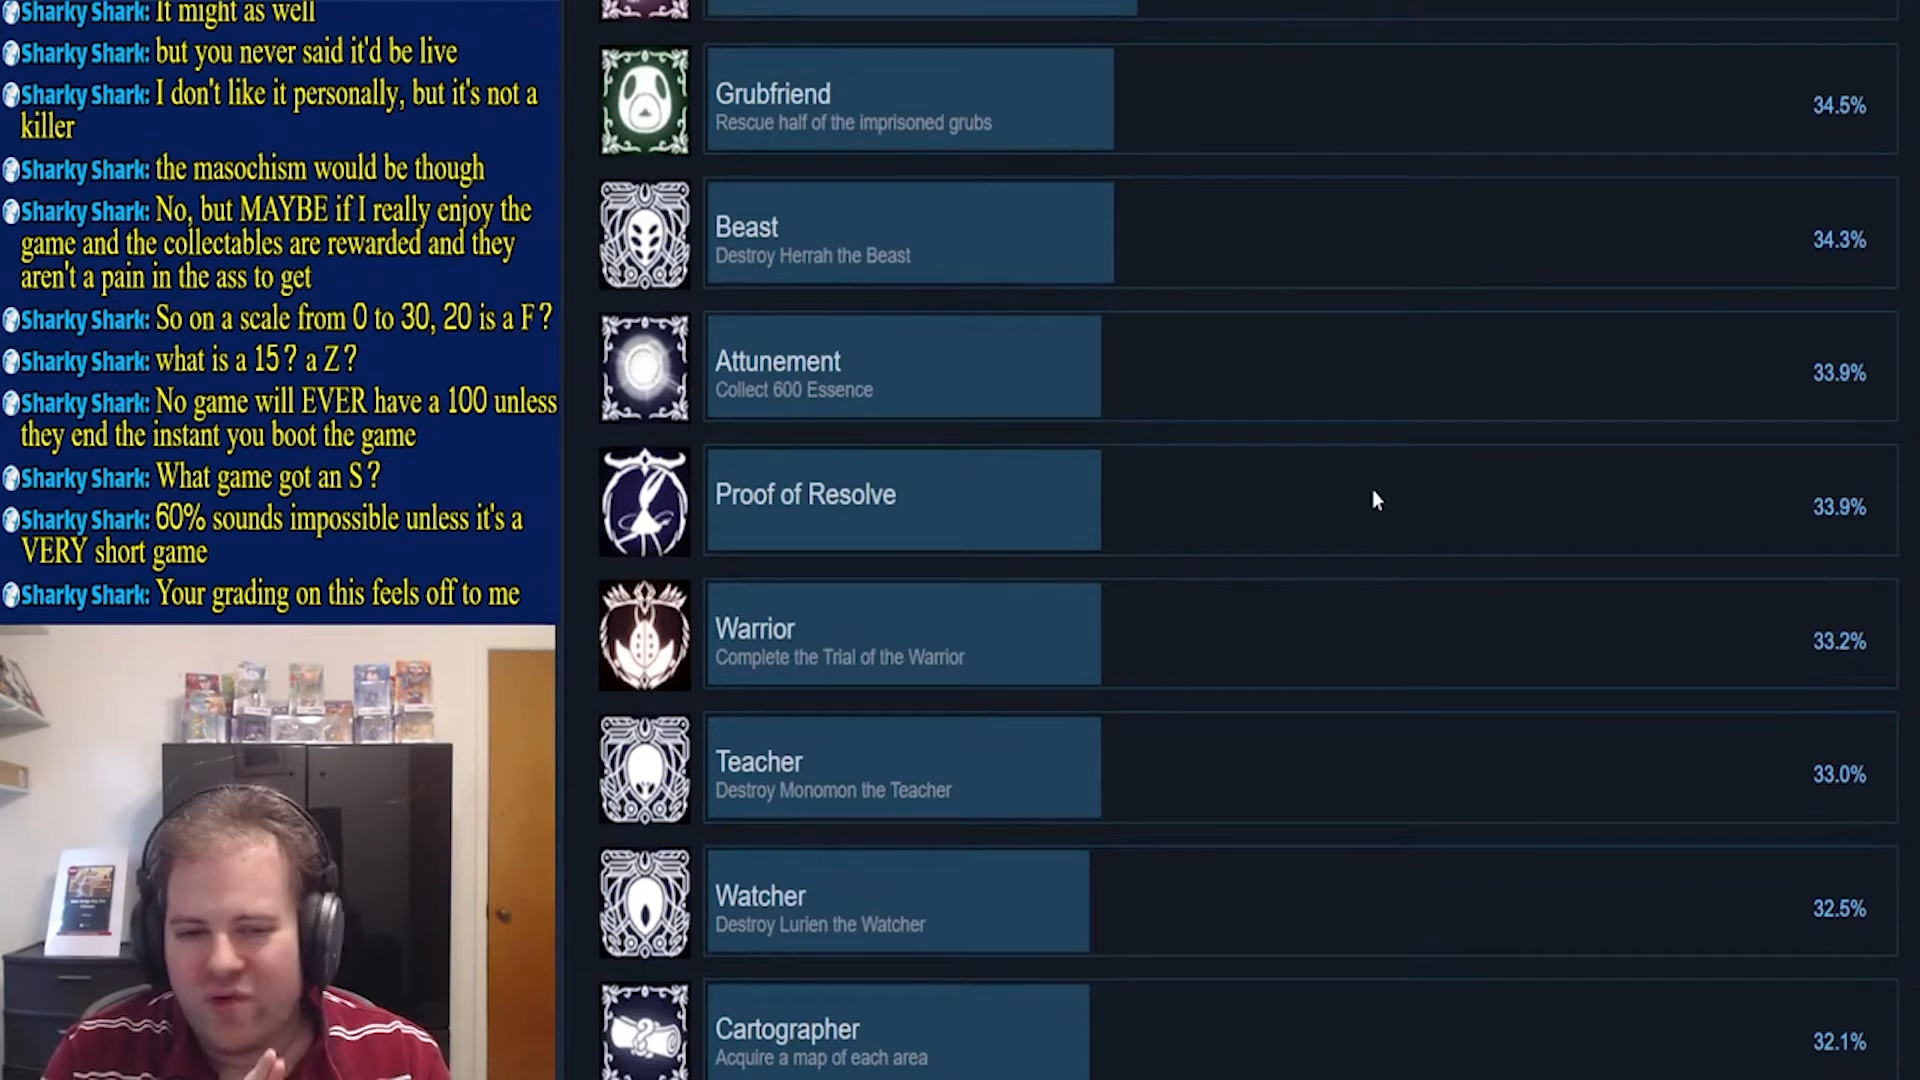 Sharky Shark: It might as well
Sharky Shark: but you never said it'd be live
Sharky Shark: I don't like it personally, but it's not a
killer
Sharky Shark: the masochism would be though
Sharky Shark: No, but MAYBE if I really enjoy the
game and the collectables are rewarded and they
aren't a pain in the ass to get
Sharky Shark: So on a scale from 0 to 30, 20 is a F?
Sharky Shark: what is a 15? a Z?
Sharky Shark: No game will EVER have a 100 unless
they end the instant you boot the game
Sharky Shark: What game got an S?
Sharky Shark: 60% sounds impossible unless it's a
VERY short game
Sharky Shark: Your grading on this feels off to me
Grubfriend
Rescue half of the imprisoned grubs
34.5%
Beast
Destroy Herrah the Beast
34.3%
Attunement
Collect 600 Essence
33.9%
Proof of Resolve
33.9%
Warrior
Complete the Trial of the Warrior
33.2%
Teacher
Destroy Monomon the Teacher
33.0%
Watcher
Destroy Lurien the Watcher
32.5%
Cartographer
Acquire a map of each area
32.1%